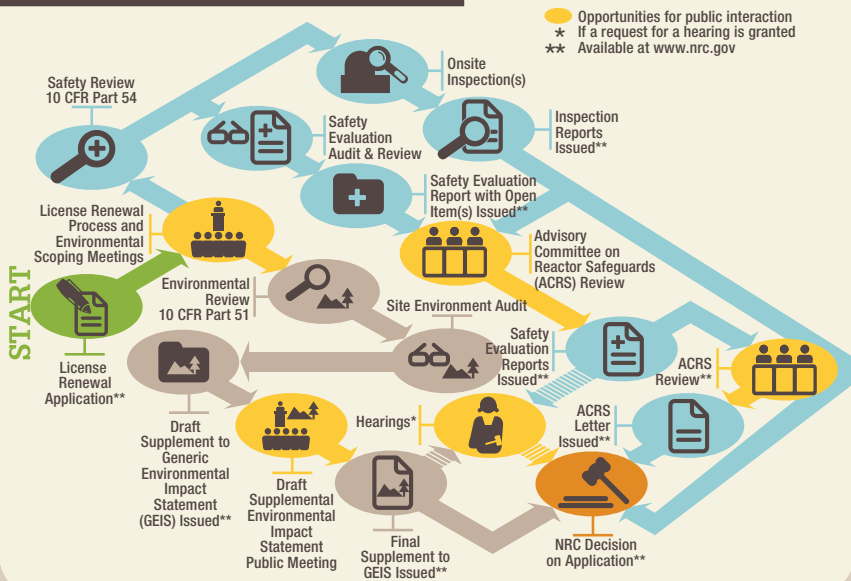 Opportunities for public interaction
* If a request for a hearing is granted
** Available at www.nrc.gov
Onsite
Inspection(s)
Safety Review
10 CFR Part 54
Safety
Evaluation
Audit & Review
Inspection
Reports
Issued**
Safety Evaluation
Report with Open
Item(s) Issued**
License Renewal
Process and
Environmental
Scoping Meetings
Advisory
Committee on
Reactor Safeguards
(ACRS) Review
START
Environmental
Review
10 CFR Part 51
Site Environment Audit
Safety
Evaluation
Reports
Issued**
ACRS
Review**
License
Renewal
Application**
Draft
Supplement to
Generic
Environmental
Impact
Statement
(GEIS) Issued**
Hearings*
ACRS
Letter
Issued**
Draft
Supplemental
Environmental
Impact
Statement
Public Meeting
Final
Supplement to
GEIS Issued**
NRC Decision
on Application**